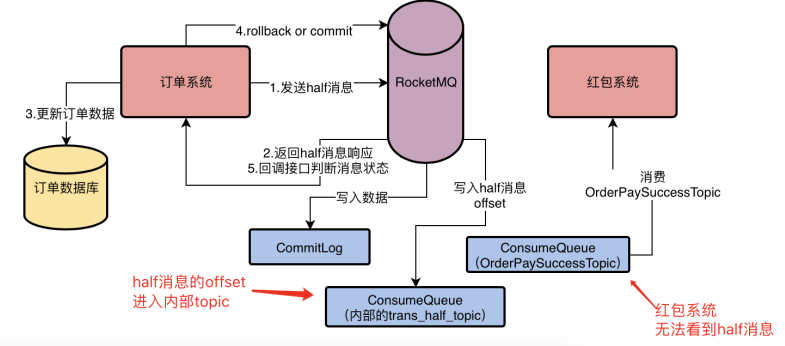 4.rollback or commit
订单系统
1.发送half消息
RocketMQ
红包系统
3.更新订单数据
订单数据库
2.返回half消息响应
5.回调接口判断消息状态
写入数据
写入half消息
offset
消费
OrderPaySuccessTopic
CommitLog
ConsumeQueue
（OrderPaySuccessTopic）
half消息的offset
进入内部topic
ConsumeQueue
（内部的trans_half_topic）
红包系统
无法看到half消息